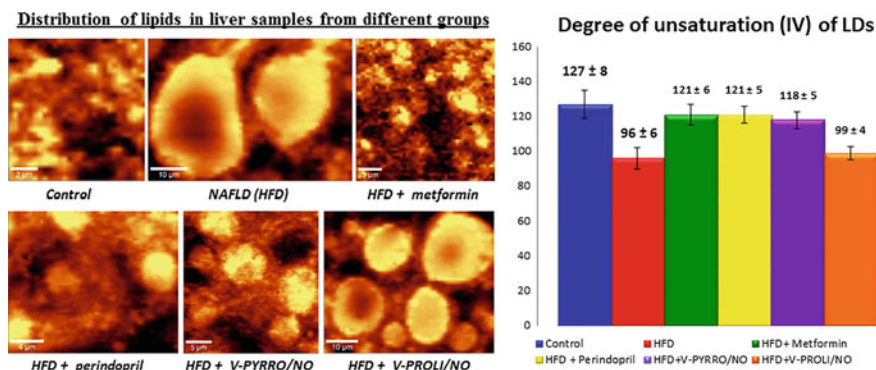 Distribution of lipids in liver samples from different groups
2 µm
10 µm
Control
NAFLD (HFD)
HFD + metformin
4 µm
5 µm
10 µm
HFD + perindopril
HFD + V-PYRRO/NO
HFD + V-PROLI/NO
Degree of unsaturation (IV) of LDs
160
140
120
100
80
60
40
20
0
127 ± 8
96 ± 6
121 ± 6
121 ± 5
118 ± 5
99 ± 4
Control
HFD
HFD+ Metformin
HFD + Perindopril
HFD+V-PYRRO/NO
HFD+V-PROLI/NO